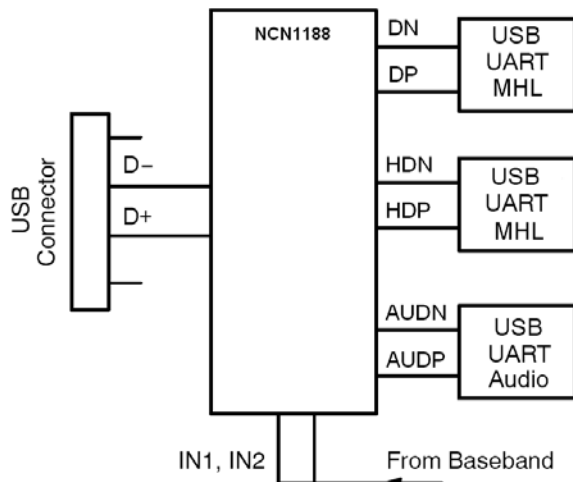 NCN1188
USB
Connector
D−
D+
DN
DP
USB
UART
MHL
HDN
HDP
USB
UART
MHL
AUDN
AUDP
USB
UART
Audio
IN1, IN2
From Baseband